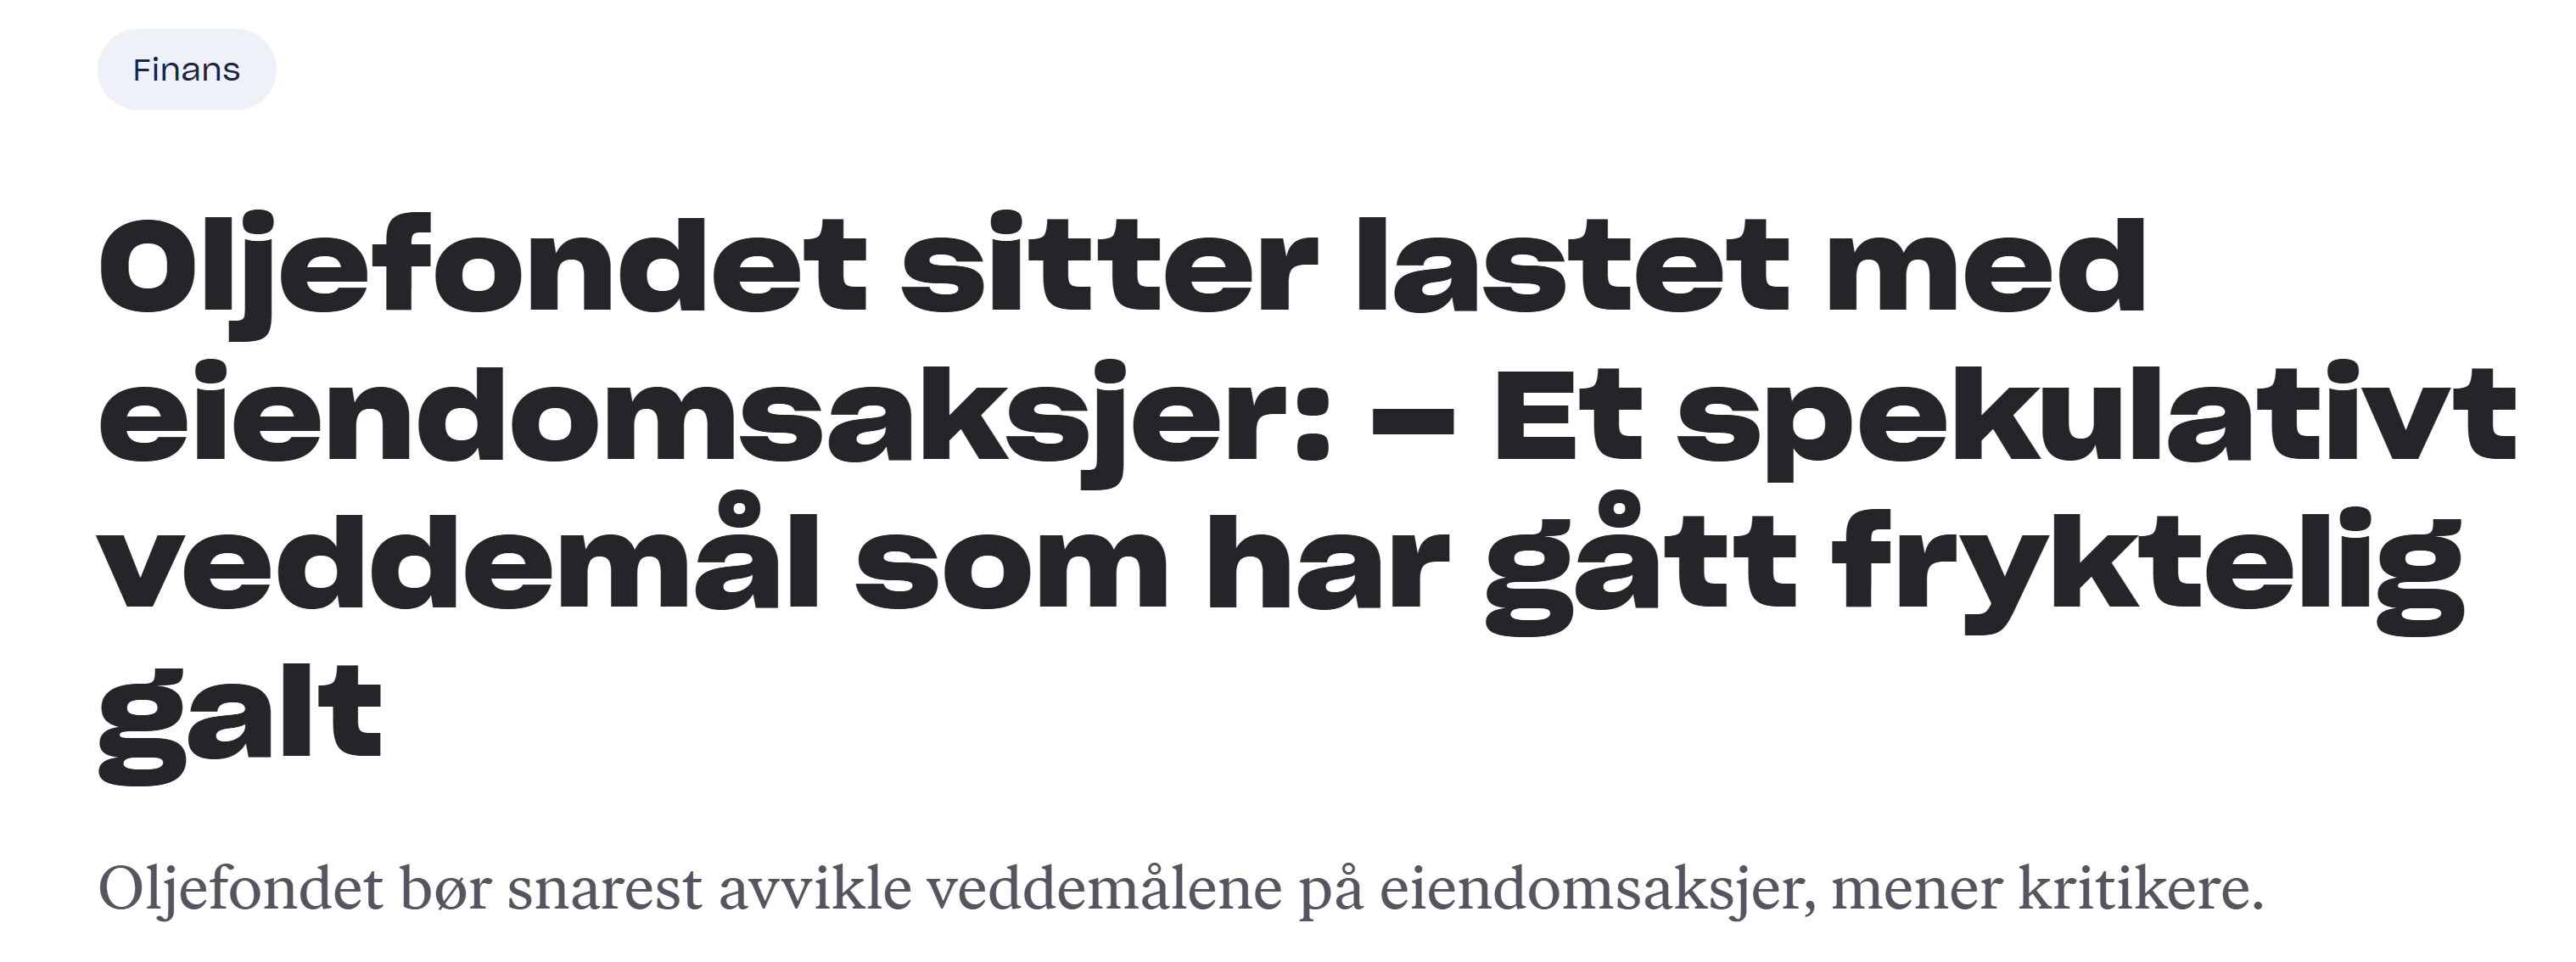 Finans
Oljefondet sitter lastet med
eiendomsaksjer: – Et spekulativt
veddemål som har gått fryktelig
galt
Oljefondet bør snarest avvikle veddemålene på eiendomsaksjer, mener kritikere.